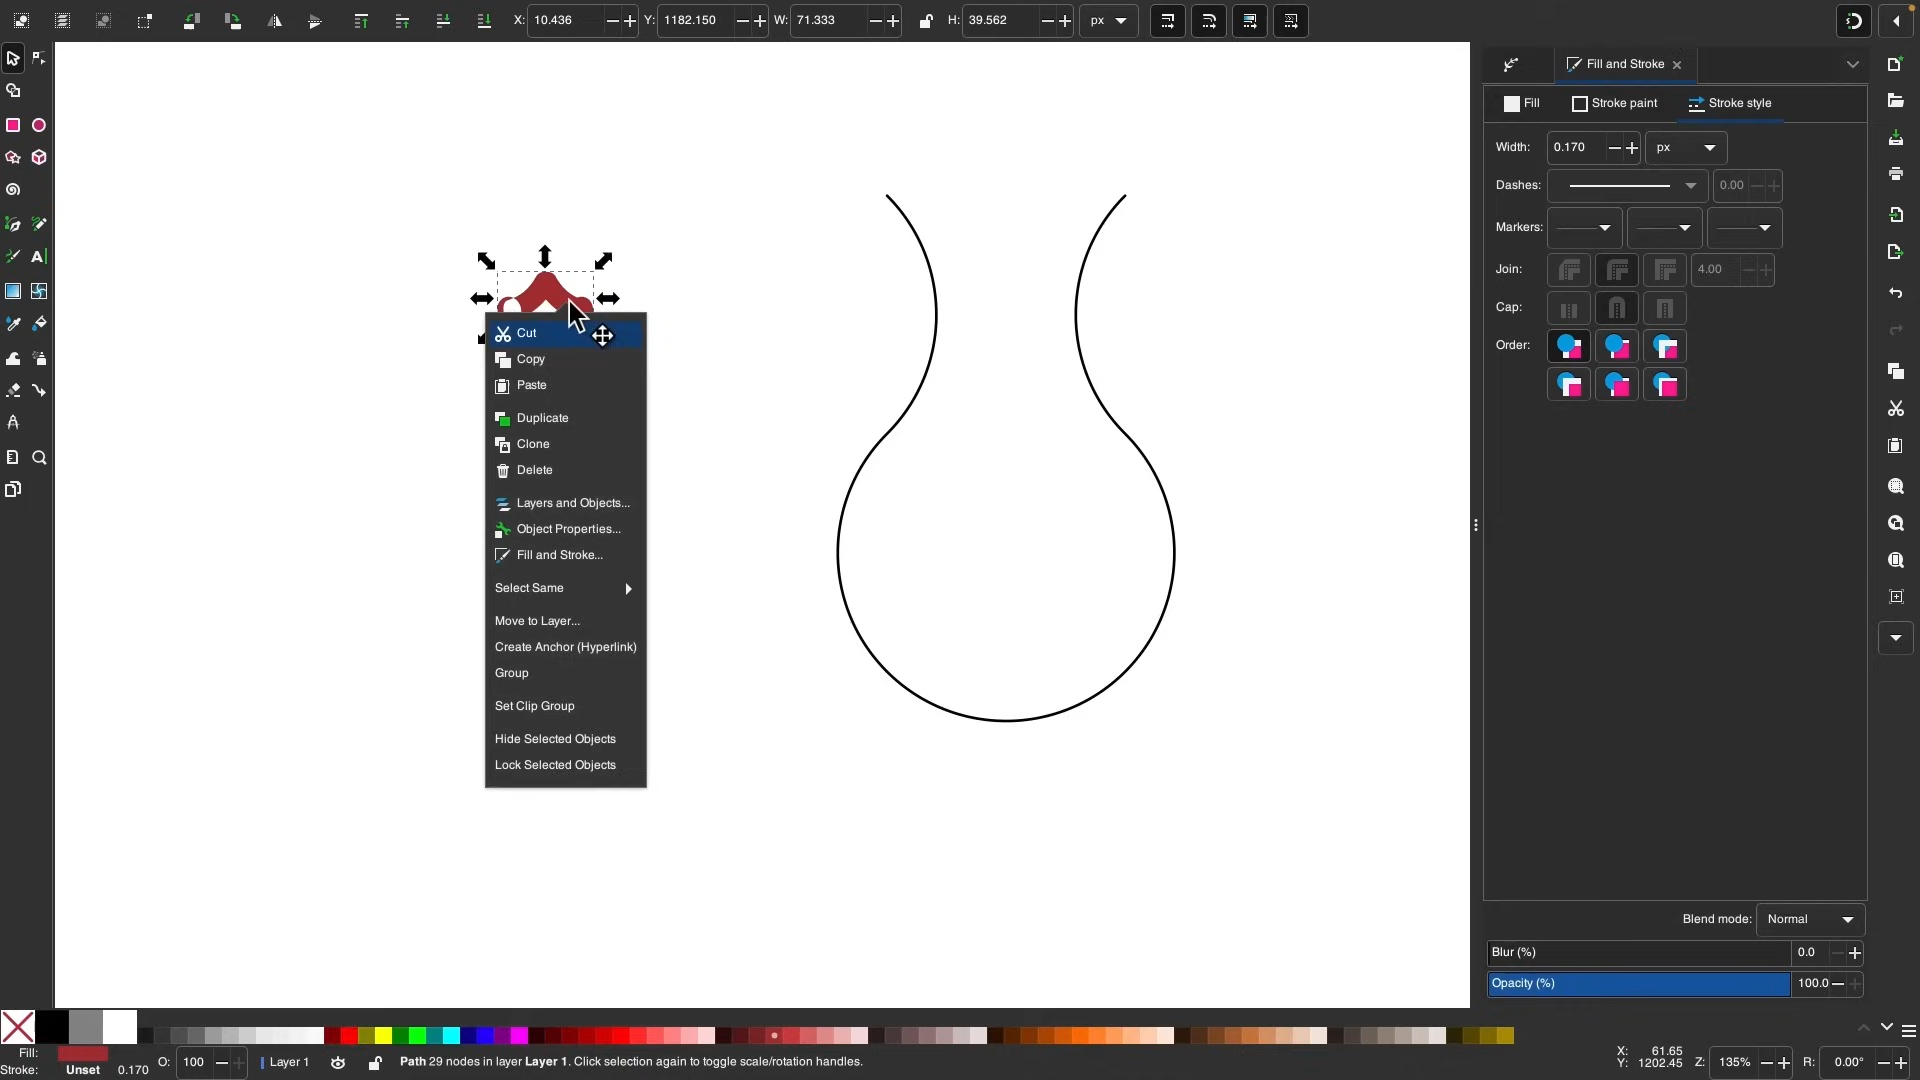 X: 10.436 Y: 1182.150 W: 71.333 H: 39.562 px
Fill and Stroke
Fill Stroke paint Stroke style
Width: 0.170 px
Dashes: 0.00
Markers:
Join: 4.00
Cap:
Order:
Cut
Copy
Paste
Duplicate
Clone
Delete
Layers and Objects...
Object Properties...
Fill and Stroke...
Select Same
Move to Layer...
Create Anchor (Hyperlink)
Group
Set Clip Group
Hide Selected Objects
Lock Selected Objects
Blend mode: Normal
Blur (%) 0.0
Opacity (%) 100.0
Fill:
Stroke: Unset 0.170 O: 100 Layer 1 Path 29 nodes in layer Layer 1. Click selection again to toggle scale/rotation handles.
X: 61.65
Y: 1202.45
Z: 135% R: 0.00°